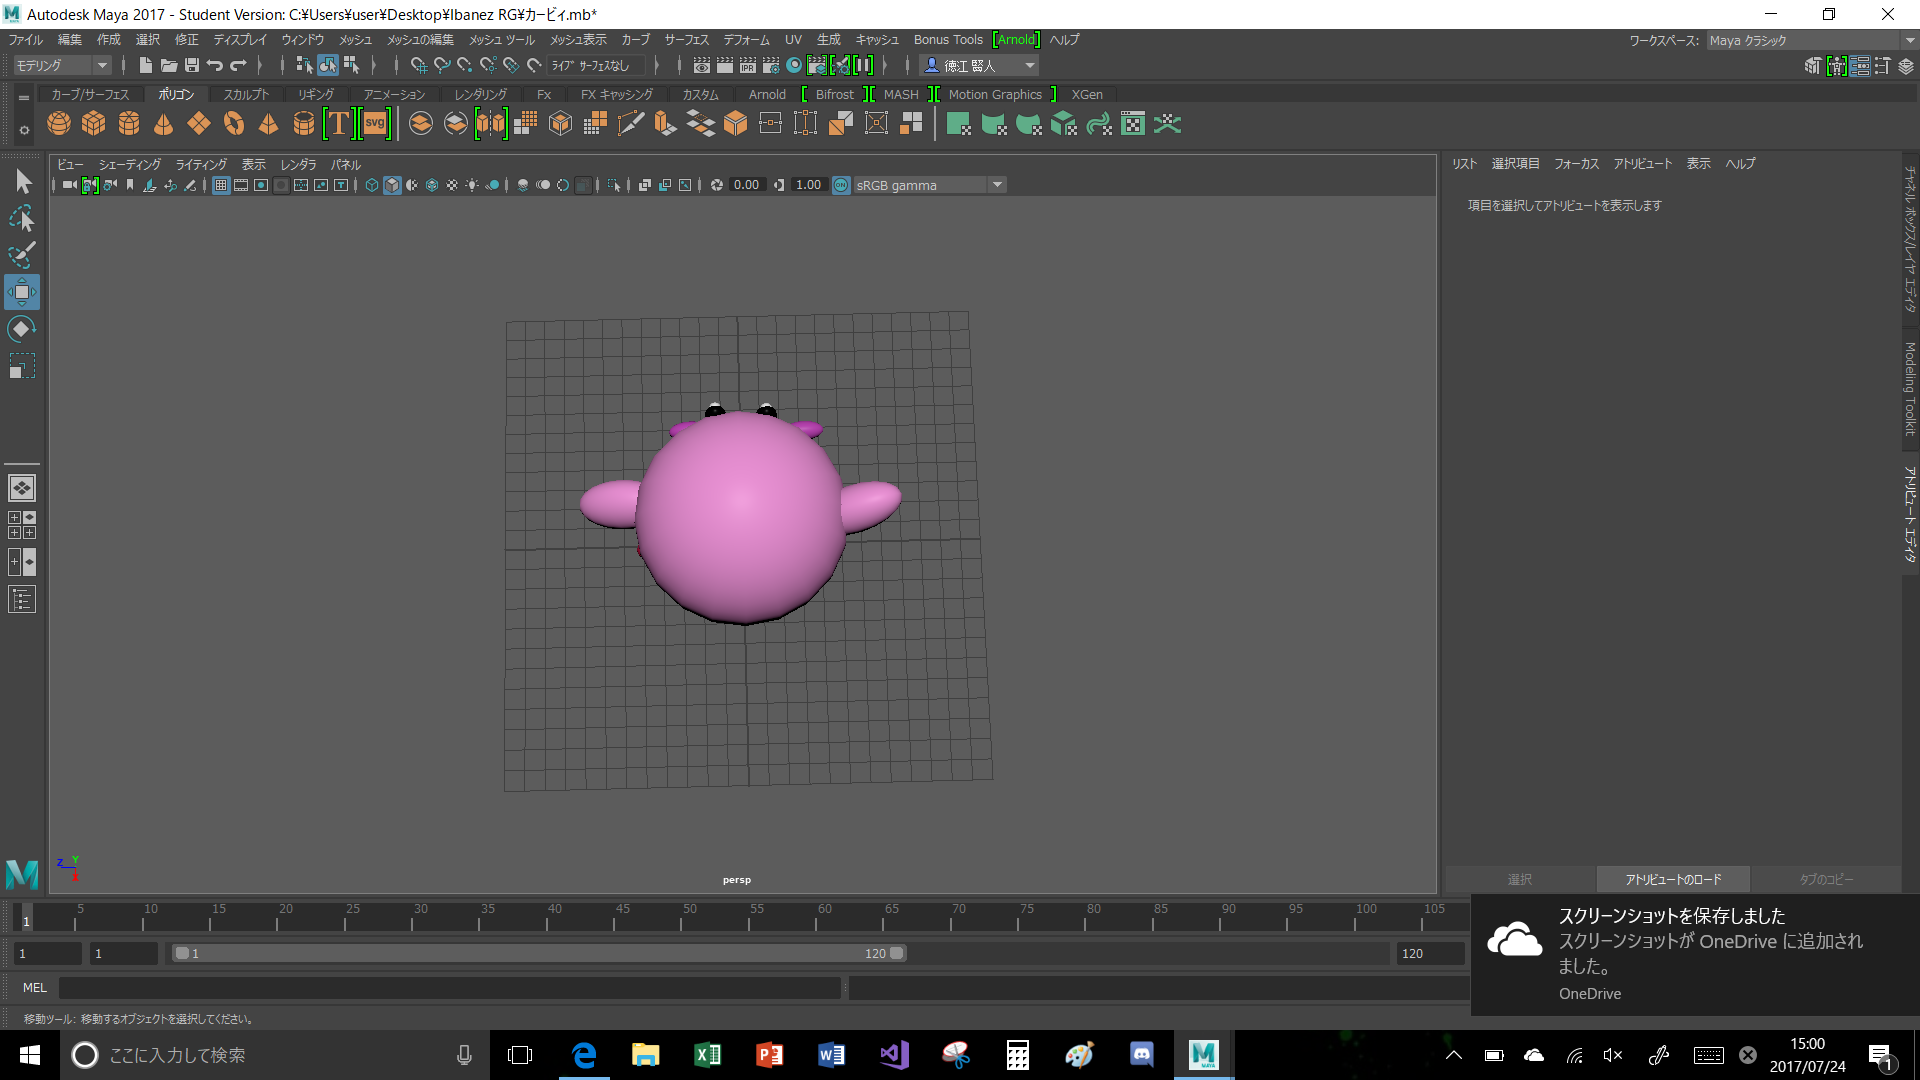 Autodesk Maya 2017 - Student Version: C:¥Users¥user¥Desktop¥Ibanez RG¥カービィ.mb*
ファイル 編集 作成 選択 修正 ディスプレイ ウィンドウ メッシュ メッシュの編集 メッシュ ツール メッシュ表示 カーブ サーフェス デフォーム UV 生成 キャッシュ Bonus Tools [Arnold] ヘルプ ワークスペース: Maya クラシック
モデリング ライブ サーフェスなし 徳江 賢人
カーブ/サーフェス ポリゴン スカルプト リギング アニメーション レンダリング Fx FX キャッシング カスタム Arnold Bifrost MASH Motion Graphics XGen
T SVG
ビュー シェーディング ライティング 表示 レンダラ パネル
0.00 1.00 ON sRGB gamma
リスト 選択項目 フォーカス アトリビュート 表示 ヘルプ
項目を選択してアトリビュートを表示します
チャネル ボックス/レイヤ エディタ
Modeling Toolkit
アトリビュート エディタ
Z Y X
persp
選択 アトリビュートのロード タブのコピー
1 5 10 15 20 25 30 35 40 45 50 55 60 65 70 75 80 85 90 95 100 105
1 1 1 120 120
MEL
移動ツール: 移動するオブジェクトを選択してください。
スクリーンショットを保存しました
スクリーンショットが OneDrive に追加され
ました。
OneDrive
ここに入力して検索
15:00
2017/07/24
1